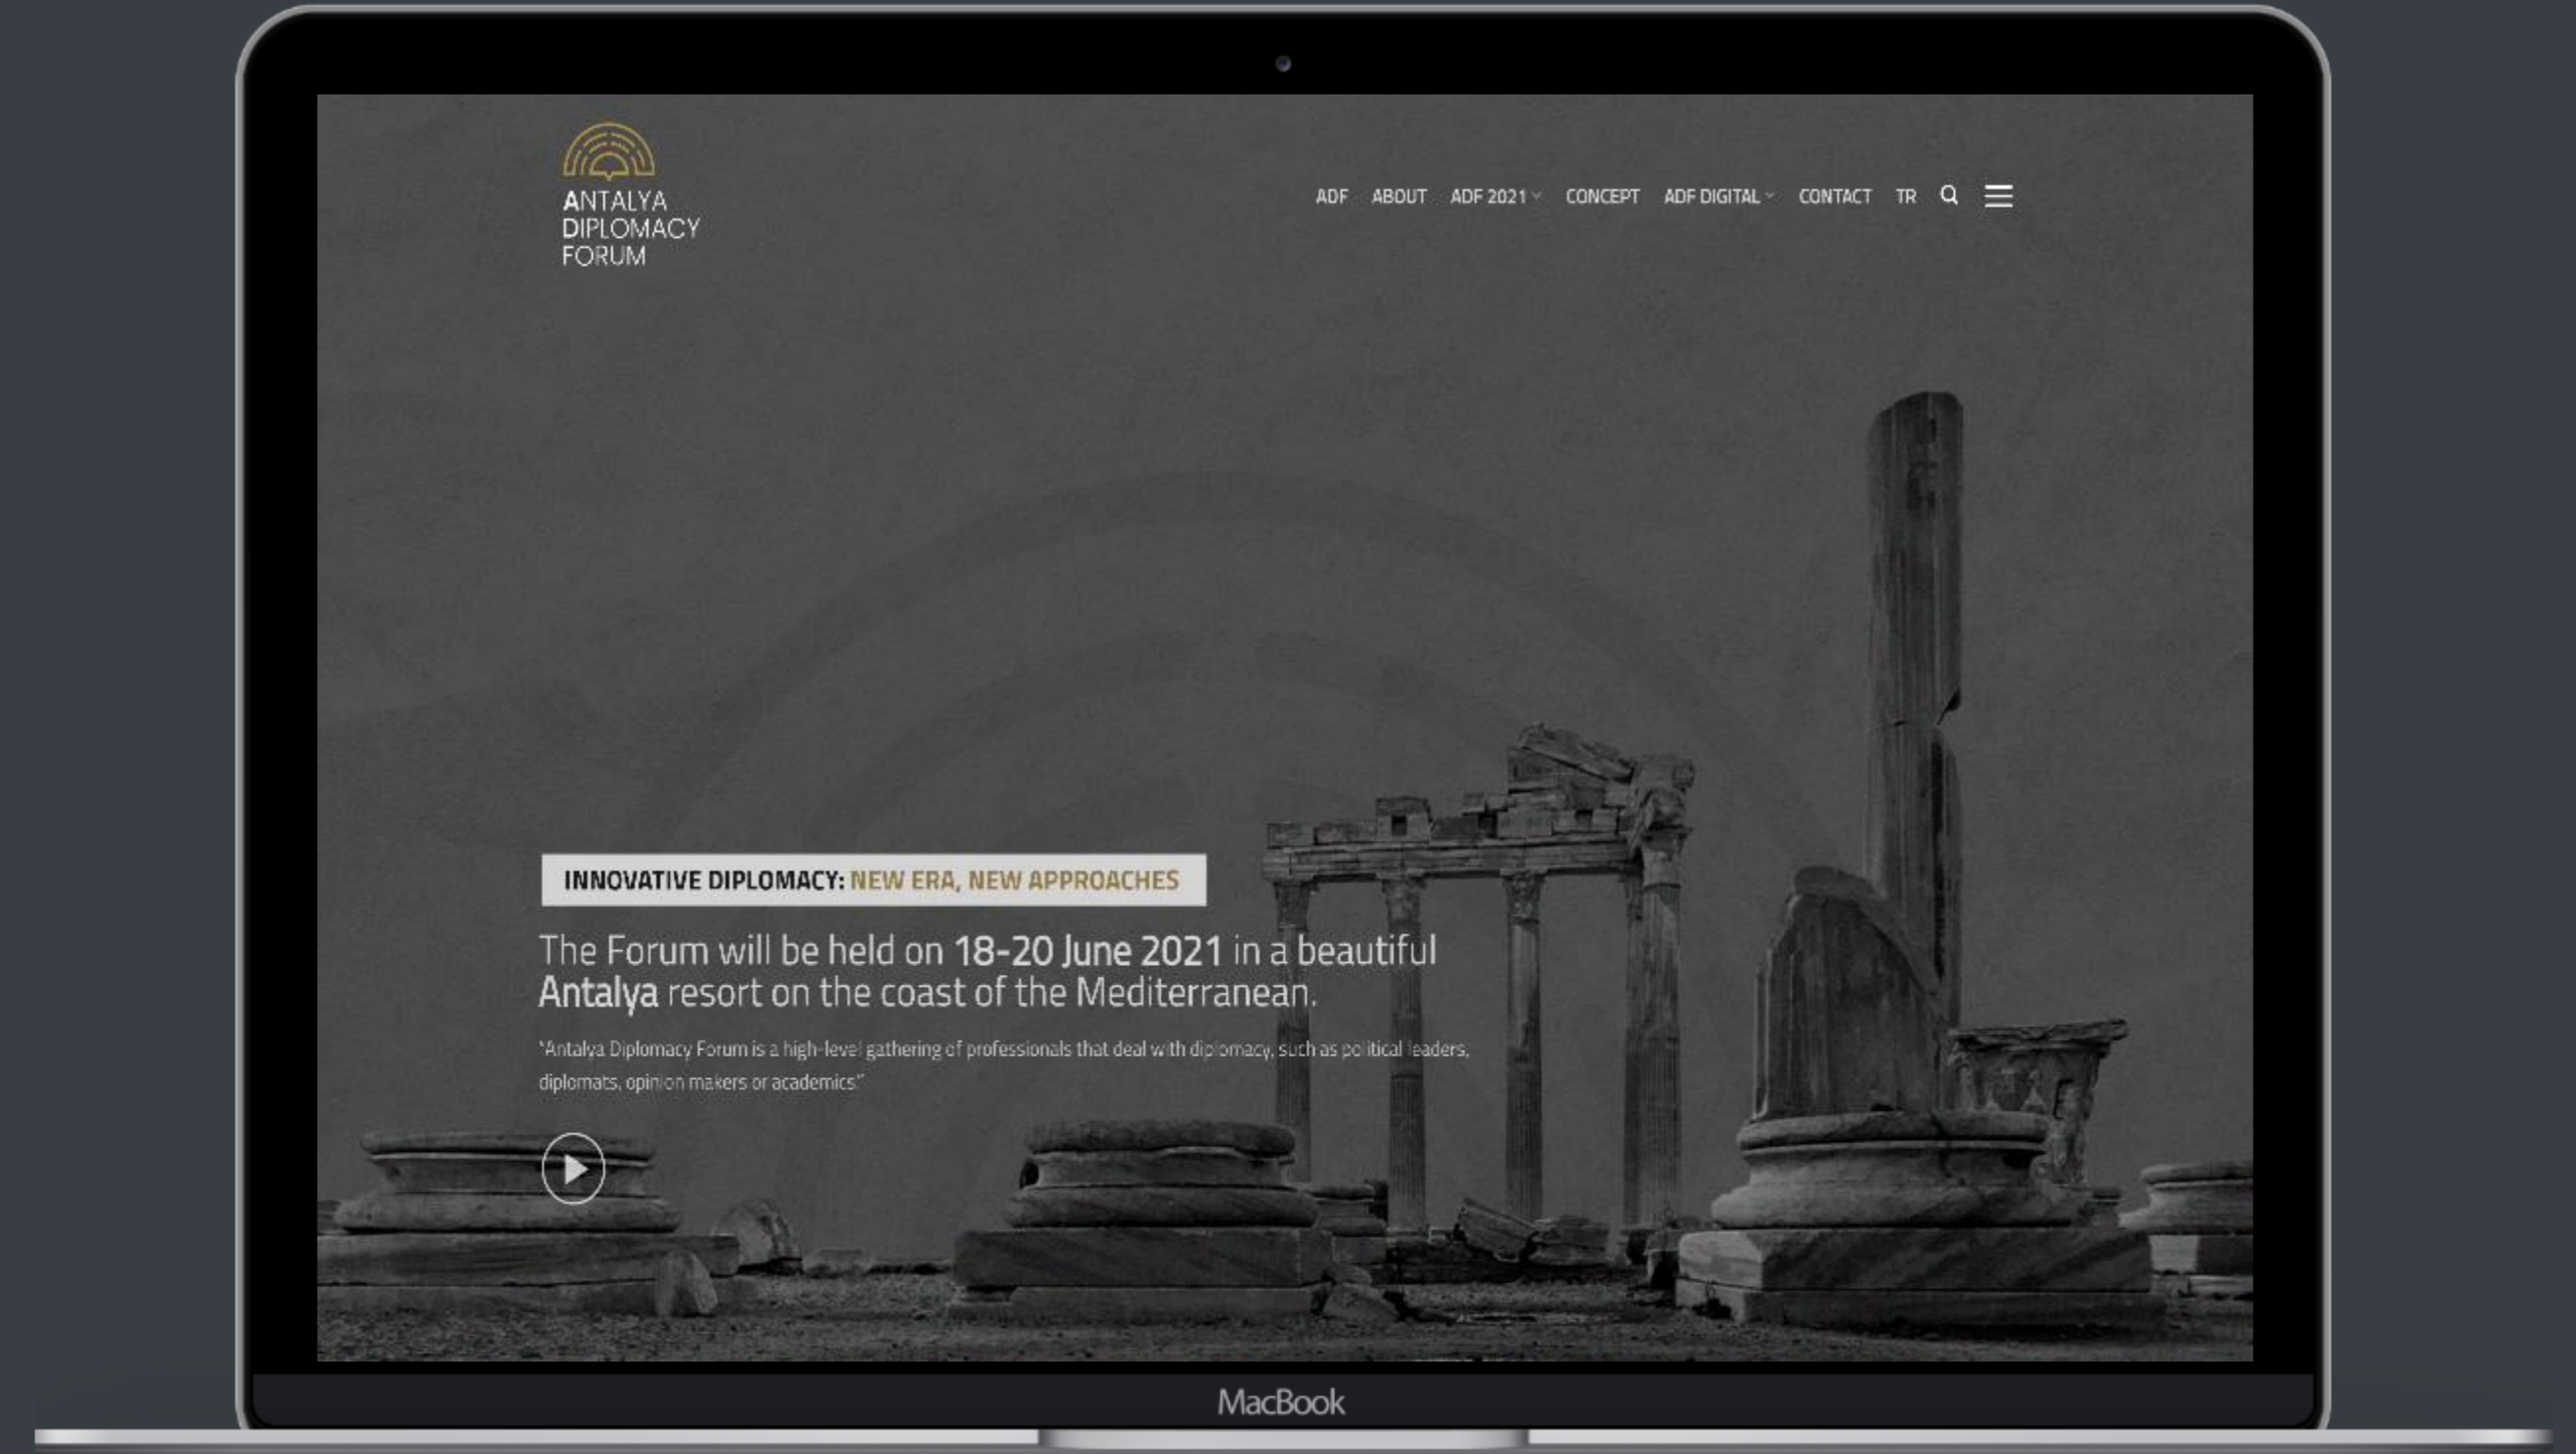 ANTALYA
DIPLOMACY
FORUM
ADF ABOUT ADF 2021 CONCEPT ADF DIGITAL CONTACT TR
INNOVATIVE DIPLOMACY: NEW ERA, NEW APPROACHES
The Forum will be held on 18-20 June 2021 in a beautiful
Antalya resort on the coast of the Mediterranean.
"Antalya Diplomacy Forum is a high-level gathering of professionals that deal with diplomacy, such as political leaders,
diplomats, opinion makers or academics"
MacBook